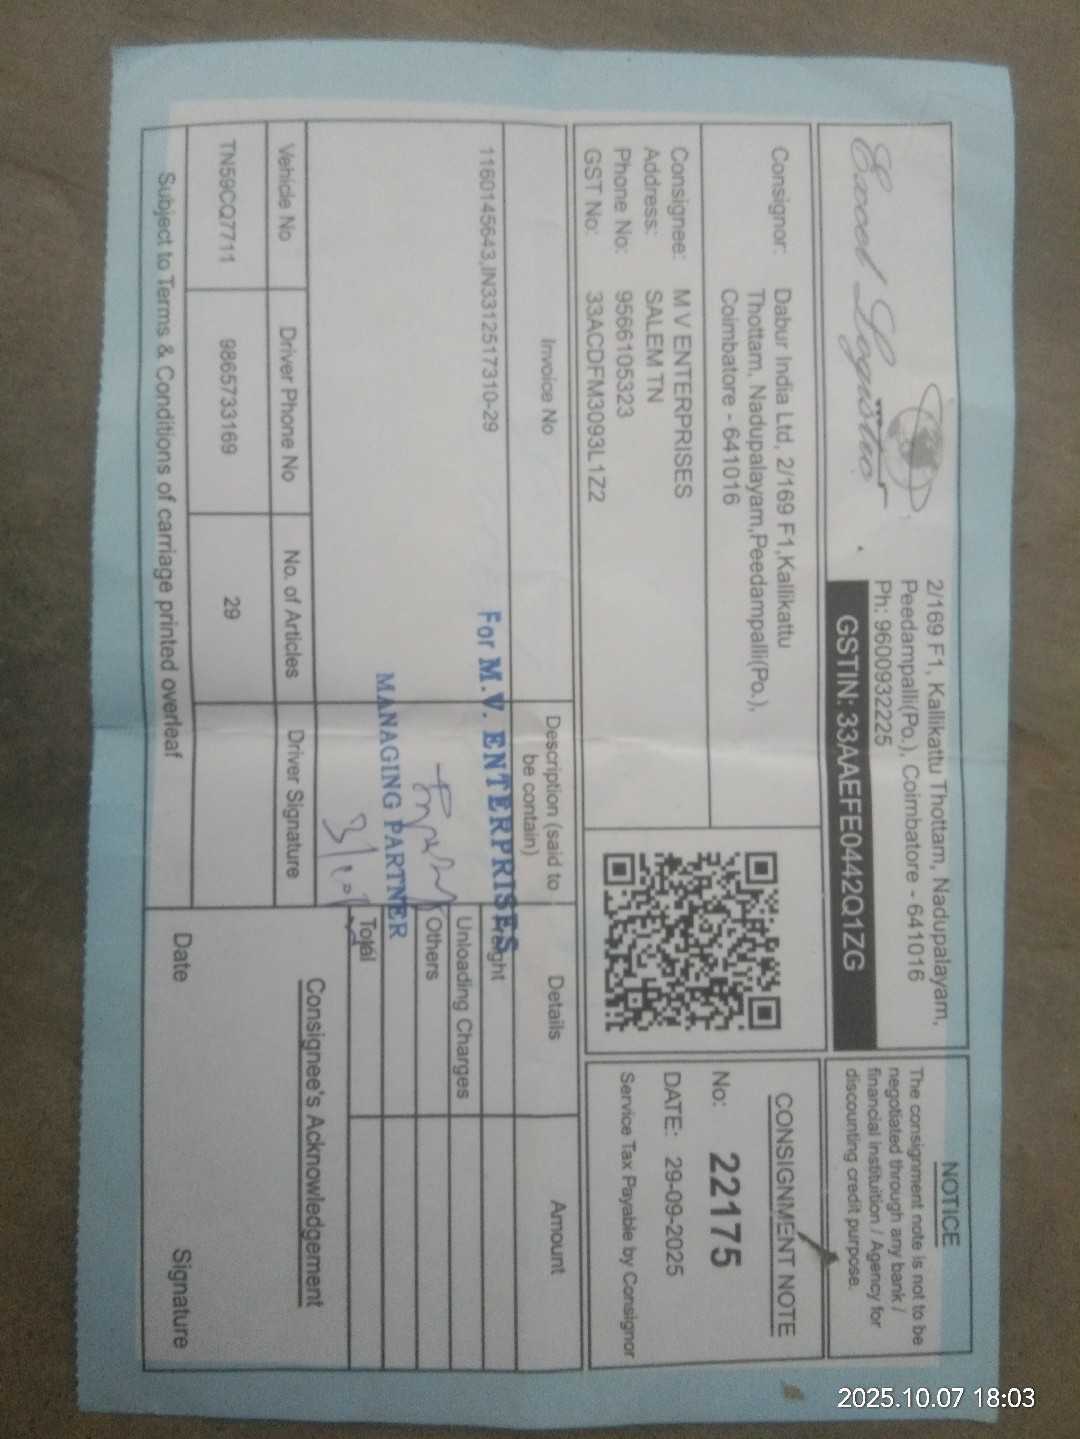 Excel Logistics
2/169 F1, Kallikattu Thottam, Nadupalayam,
Peedampalli(Po.), Coimbatore - 641016
Ph: 9600932225
GSTIN: 33AAEFE0442Q1ZG
NOTICE
The consignment note is not to be
negotiated through any bank /
financial instituition / Agency for
discounting credit purpose.
Consignor: Dabur India Ltd, 2/169 F1,Kallikattu
Thottam, Nadupalayam,Peedampalli(Po.),
Coimbatore - 641016
Consignee: M V ENTERPRISES
Address: SALEM TN
Phone No: 9566105323
GST No: 33ACDFM3093L1Z2
CONSIGNMENT NOTE
No: 22175
DATE: 29-09-2025
Service Tax Payable by Consignor
Invoice No
Description (said to
be contain)
Details
Amount
1160145643,IN3312517310-29
For M.V. ENTERPRISES
MANAGING PARTNER
Freight
Unloading Charges
Others
Total
Vehicle No
Driver Phone No
No. of Articles
Driver Signature
TN59CQ7711
9865733169
29
Consignee's Acknowledgement
Date
Signature
Subject to Terms & Conditions of carriage printed overleaf
2025.10.07 18:03